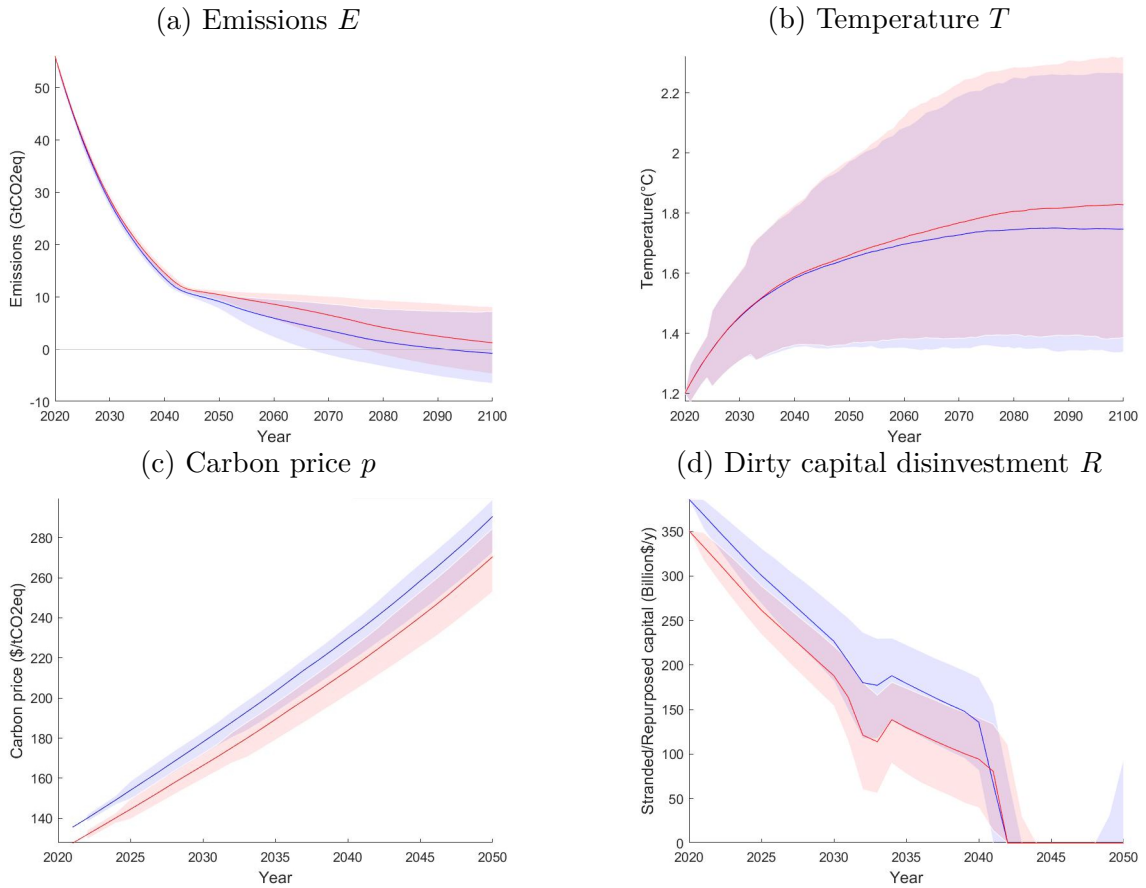 (a) Emissions E
(b) Temperature T
Emissions (GtCO2eq)
50
40
30
20
10
0
-10
2020 2030 2040 2050 2060 2070 2080 2090 2100
Year
Temperature(°C)
2.2
2
1.8
1.6
1.4
1.2
2020 2030 2040 2050 2060 2070 2080 2090 2100
Year
(c) Carbon price p
(d) Dirty capital disinvestment R
Carbon price ($/tCO2eq)
280
260
240
220
200
180
160
140
2020 2025 2030 2035 2040 2045 2050
Year
Stranded/Repurposed capital (Billion$/y)
350
300
250
200
150
100
50
0
2020 2025 2030 2035 2040 2045 2050
Year